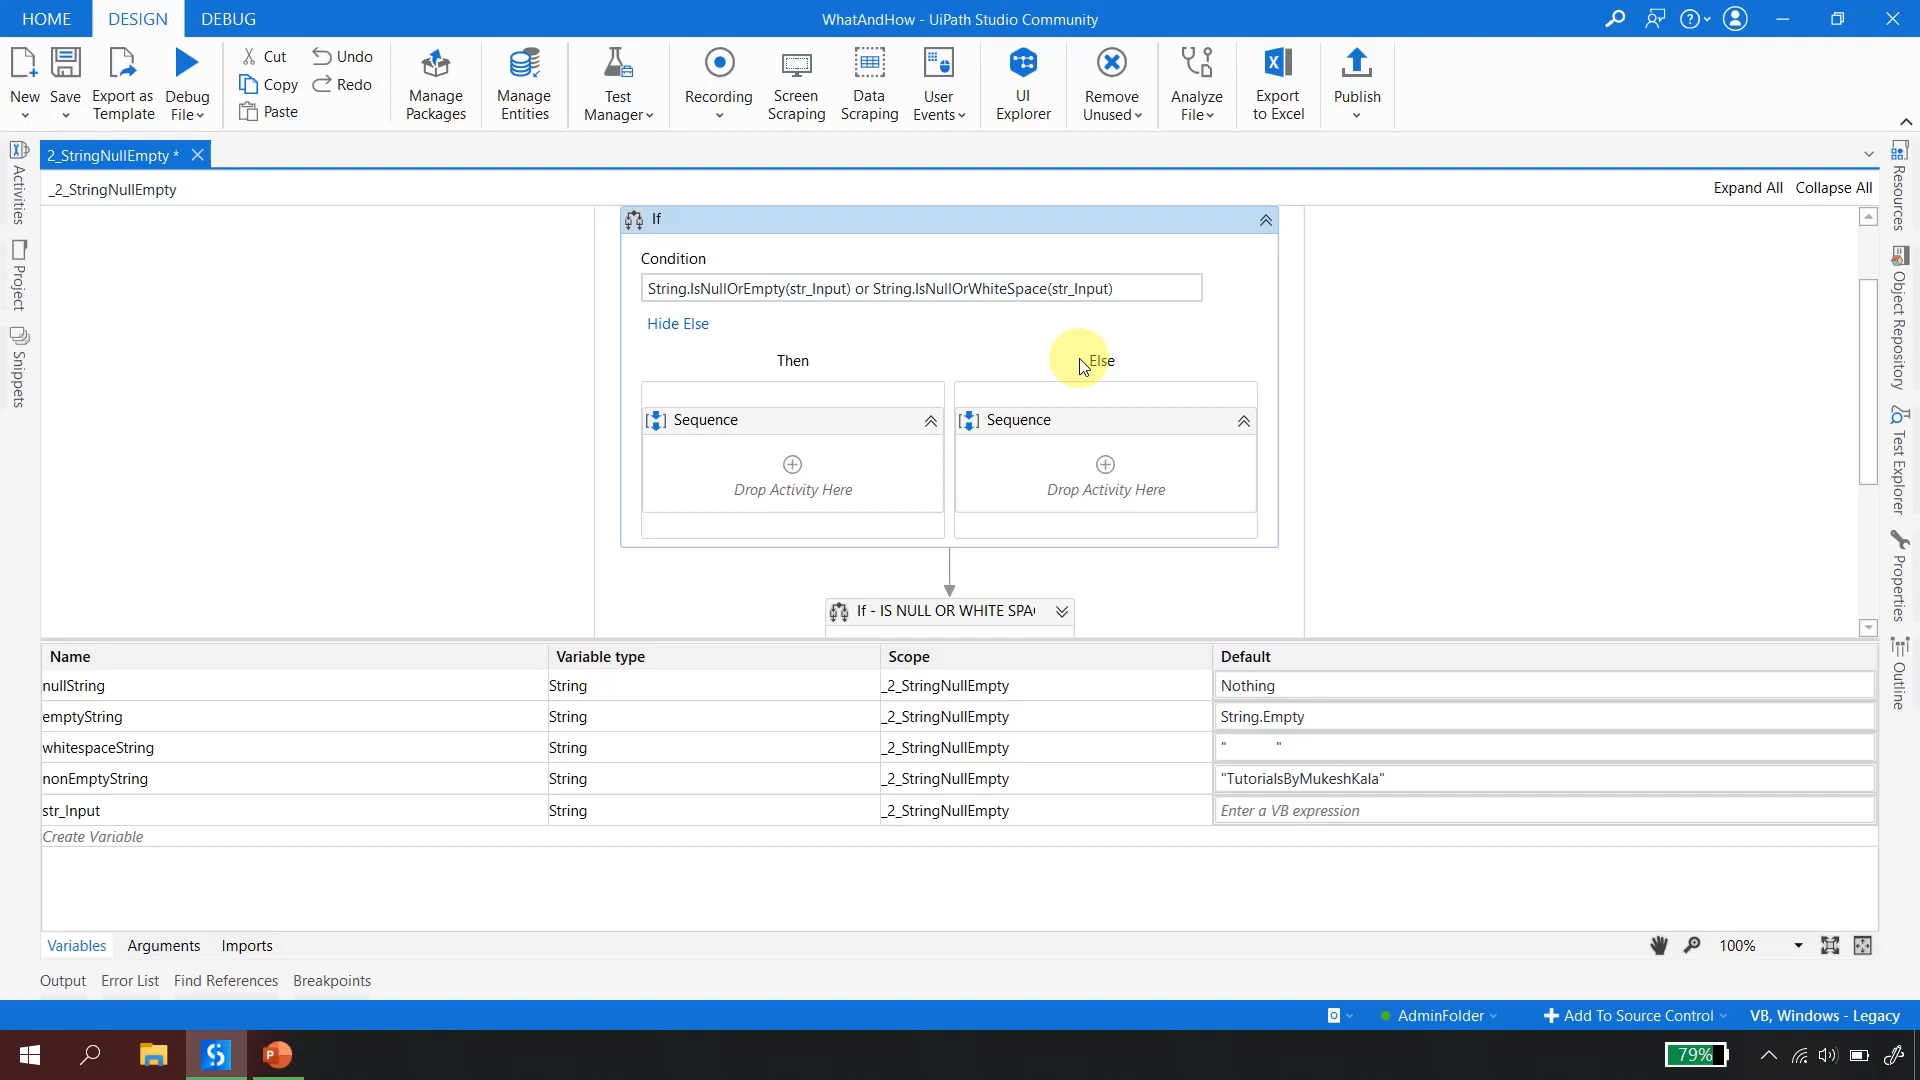 HOME DESIGN DEBUG WhatAndHow - UiPath Studio Community
New Save Export as Template Debug File Cut Copy Paste Undo Redo Manage Packages Manage Entities Test Manager Recording Screen Scraping Data Scraping User Events UI Explorer Remove Unused Analyze File Export to Excel Publish
2_StringNullEmpty *
_2_StringNullEmpty Expand All Collapse All
Activities
Project
Snippets
Resources
Object Repository
Test Explorer
Properties
Outline
If
Condition
String.IsNullOrEmpty(str_Input) or String.IsNullOrWhiteSpace(str_Input)
Hide Else
Then Else
Sequence Sequence
Drop Activity Here Drop Activity Here
If - IS NULL OR WHITE SPA
Name Variable type Scope Default
nullString String _2_StringNullEmpty Nothing
emptyString String _2_StringNullEmpty String.Empty
whitespaceString String _2_StringNullEmpty " "
nonEmptyString String _2_StringNullEmpty "TutorialsByMukeshKala"
str_Input String _2_StringNullEmpty Enter a VB expression
Create Variable
Variables Arguments Imports 100%
Output Error List Find References Breakpoints
AdminFolder Add To Source Control VB, Windows - Legacy
79%